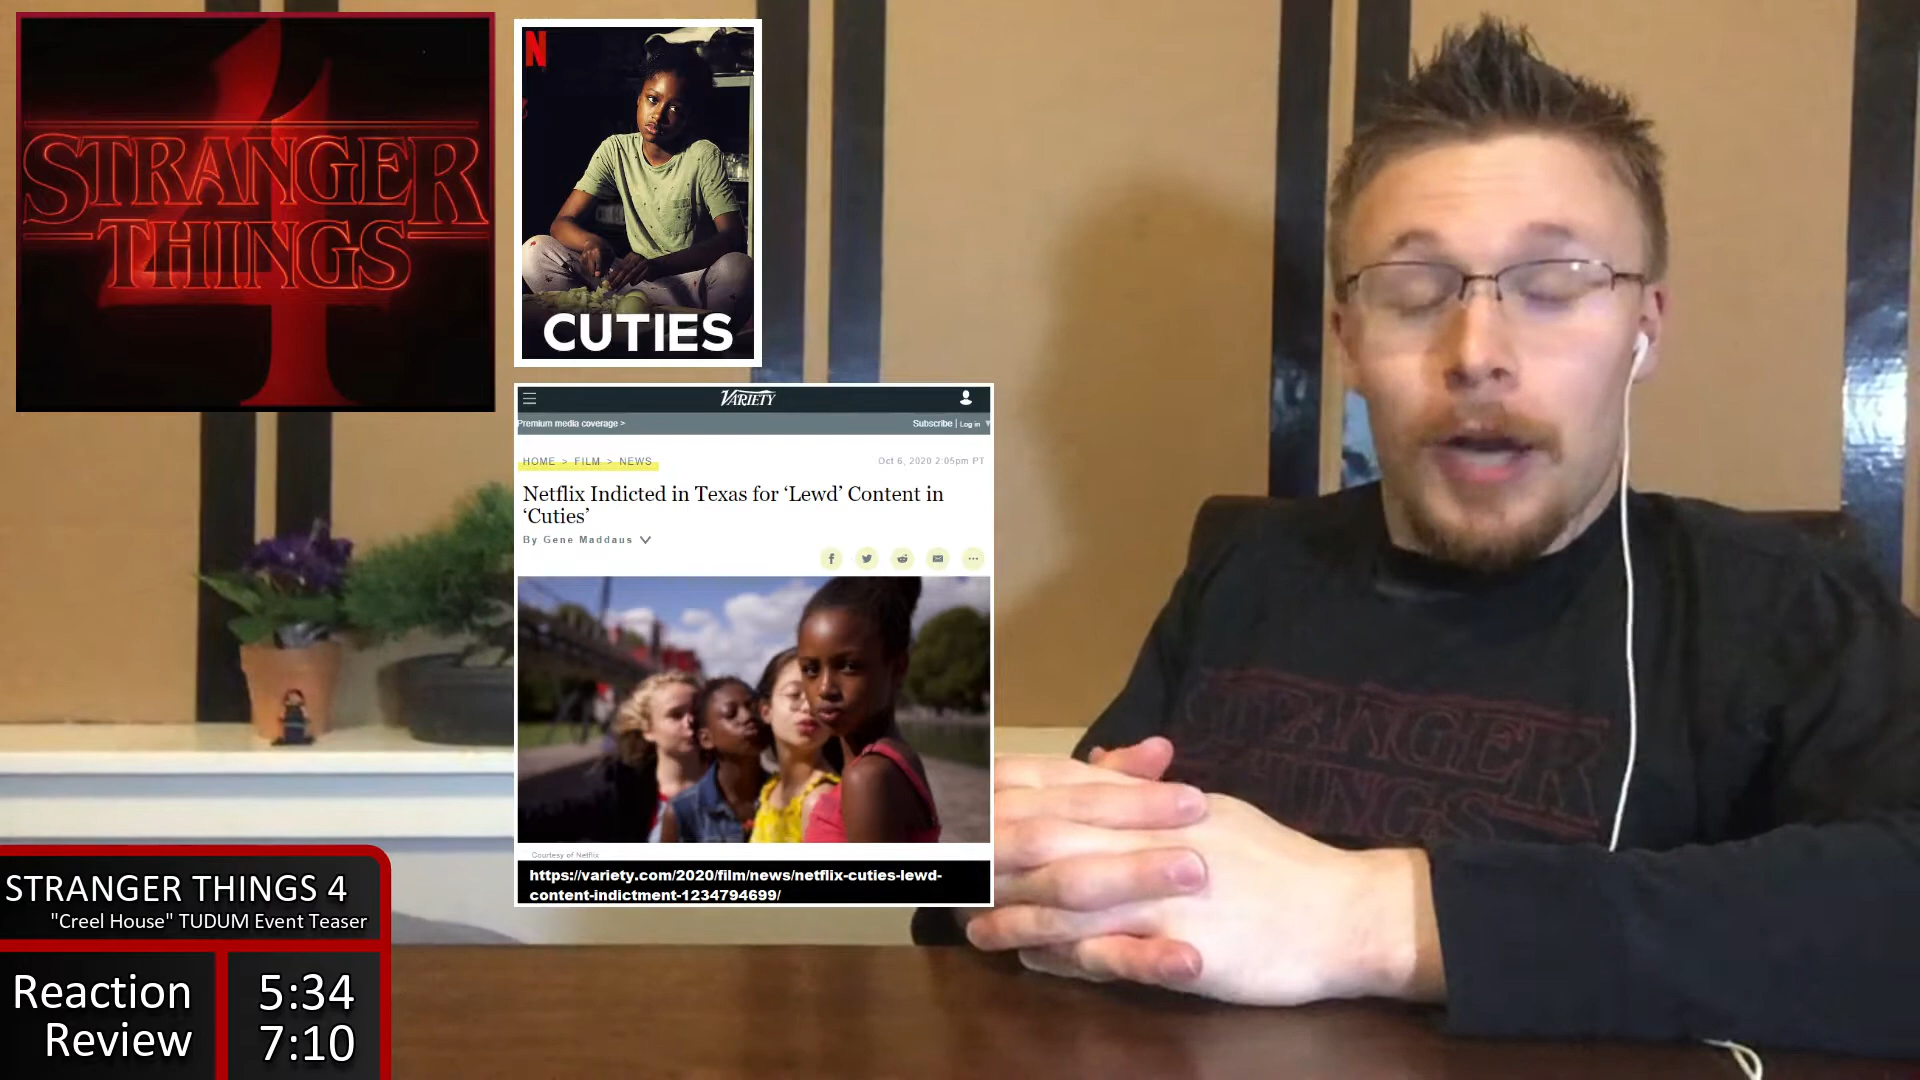 STRANGER
THINGS
N
CUTIES
VARIETY
Premium media coverage >
Subscribe | Log in
HOME > FILM > NEWS
Oct 6, 2020 2:05pm PT
Netflix Indicted in Texas for ‘Lewd’ Content in
‘Cuties’
By Gene Maddaus
Courtesy of Netflix
https://variety.com/2020/film/news/netflix-cuties-lewd-
content-indictment-1234794699/
STRANGER
THINGS
STRANGER THINGS 4
"Creel House" TUDUM Event Teaser
Reaction 5:34
Review 7:10